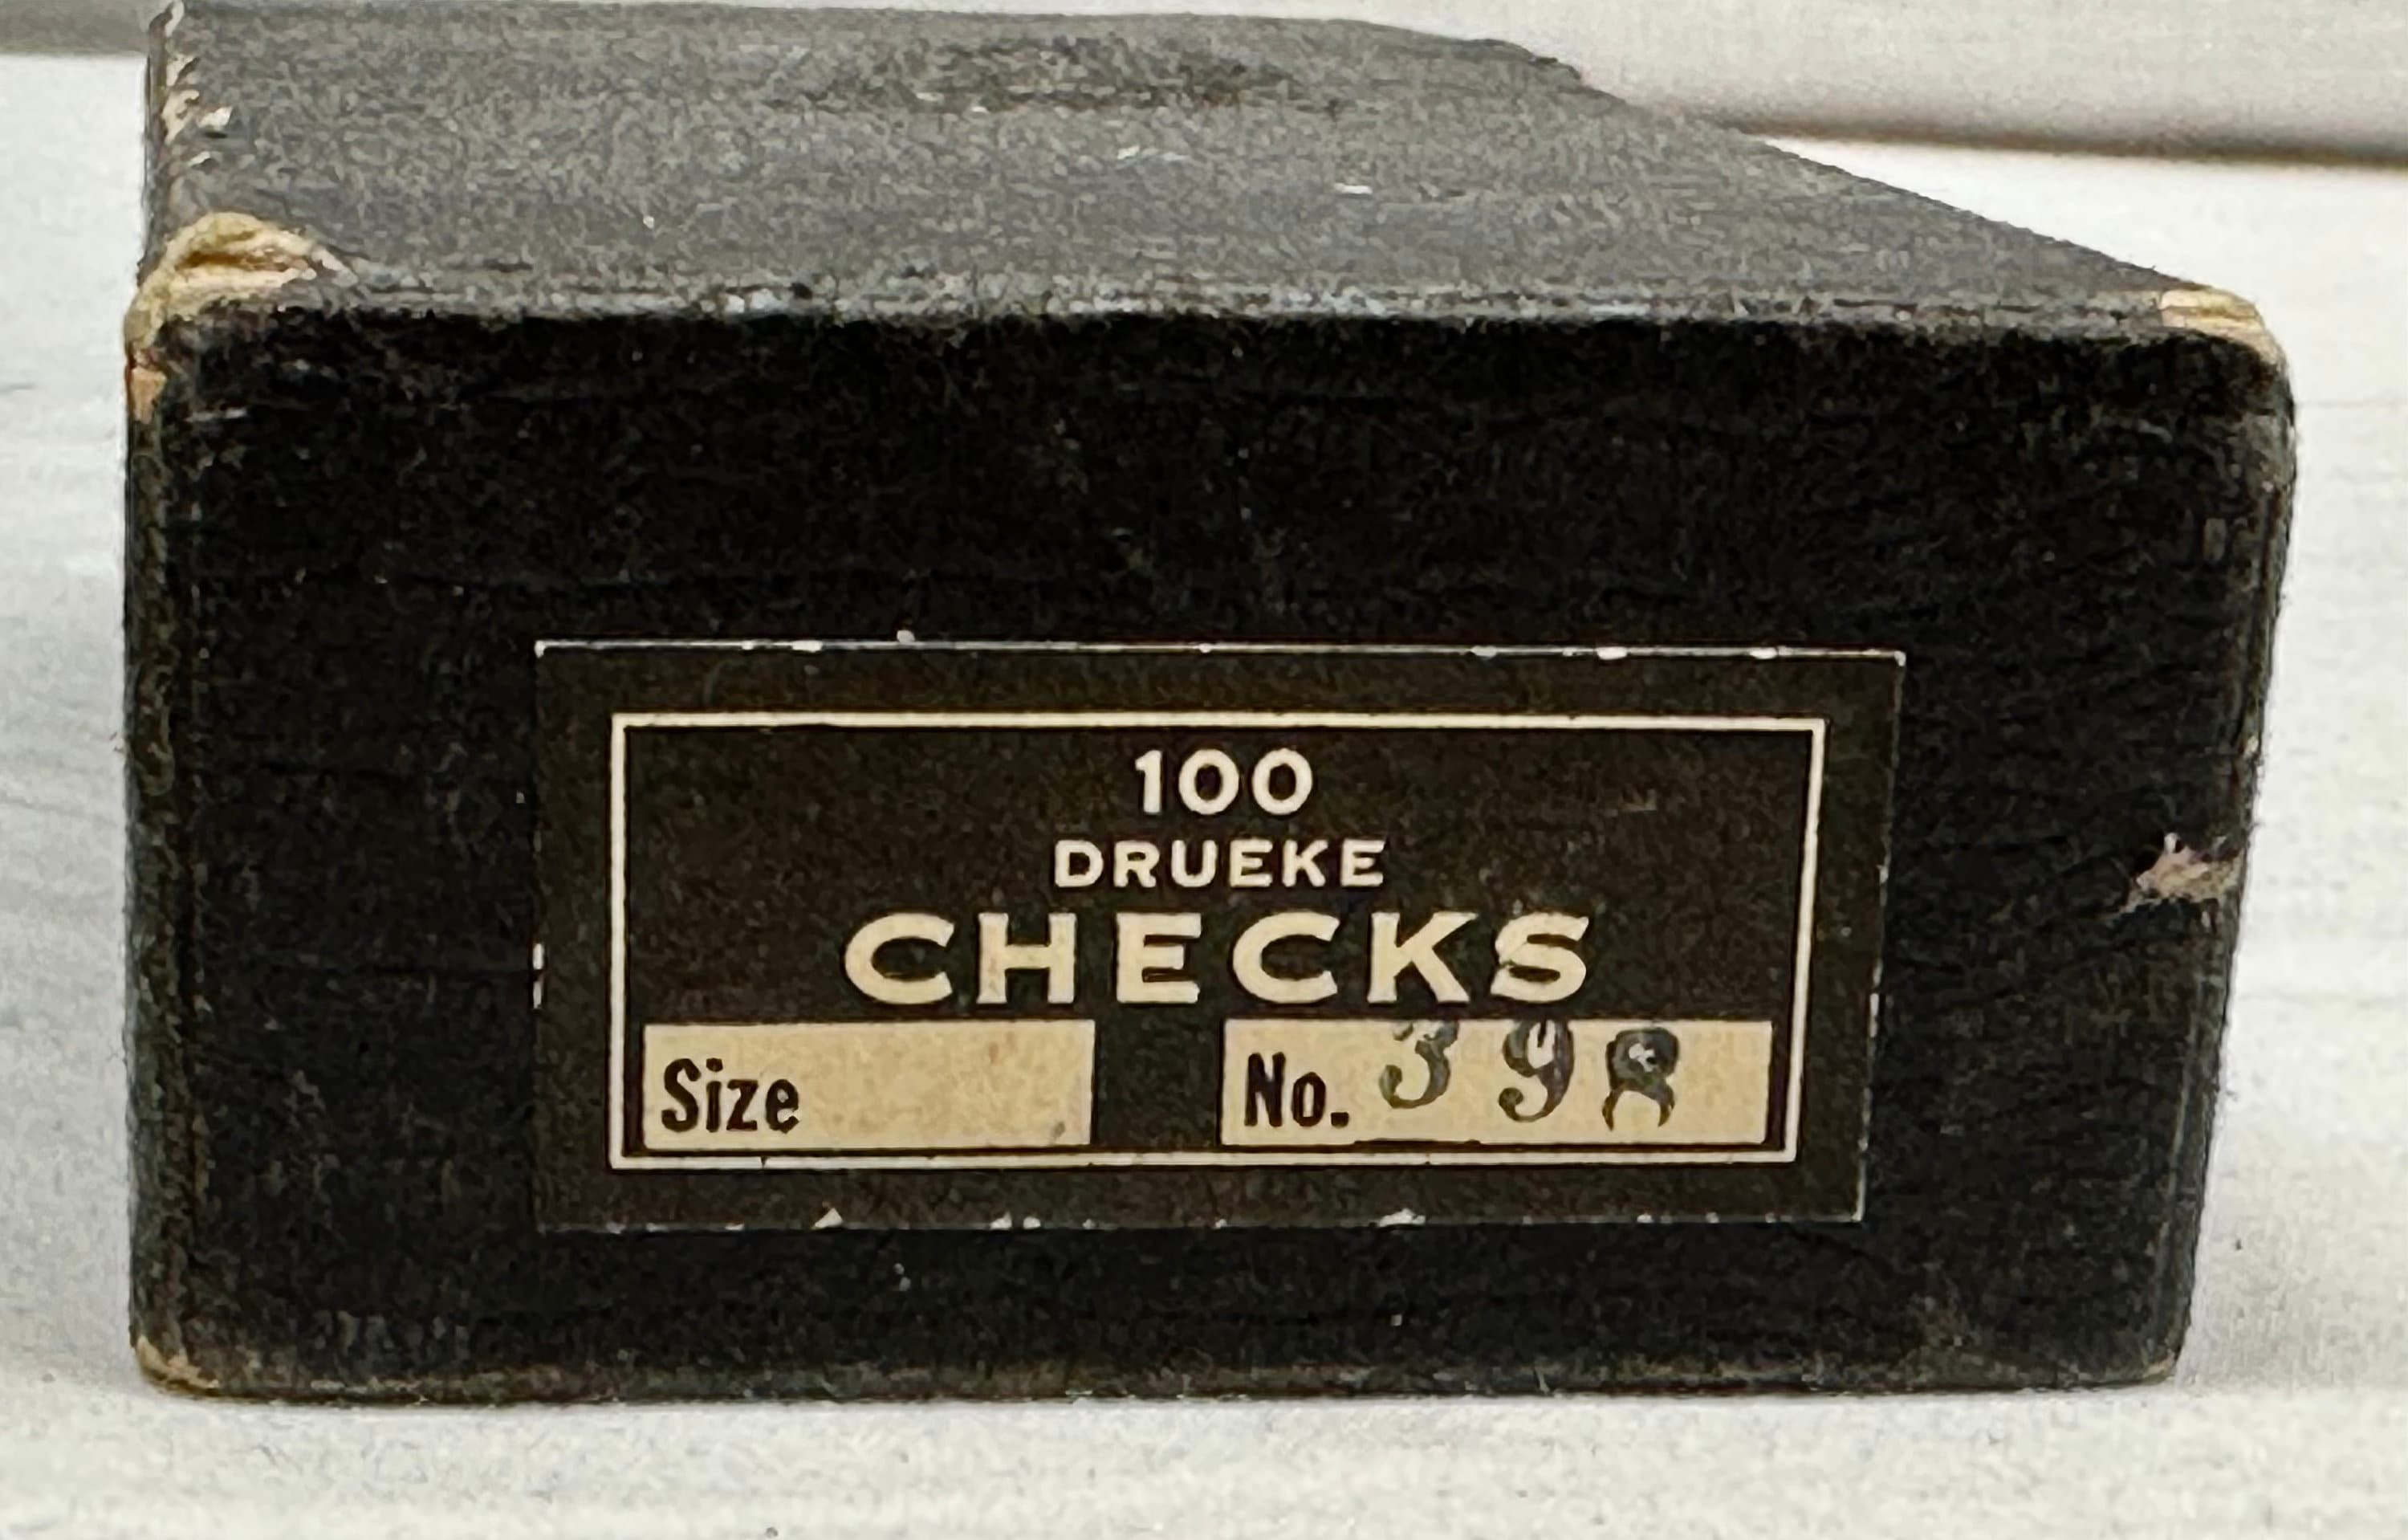 100
DRUEKE
CHECKS
Size
No. 398